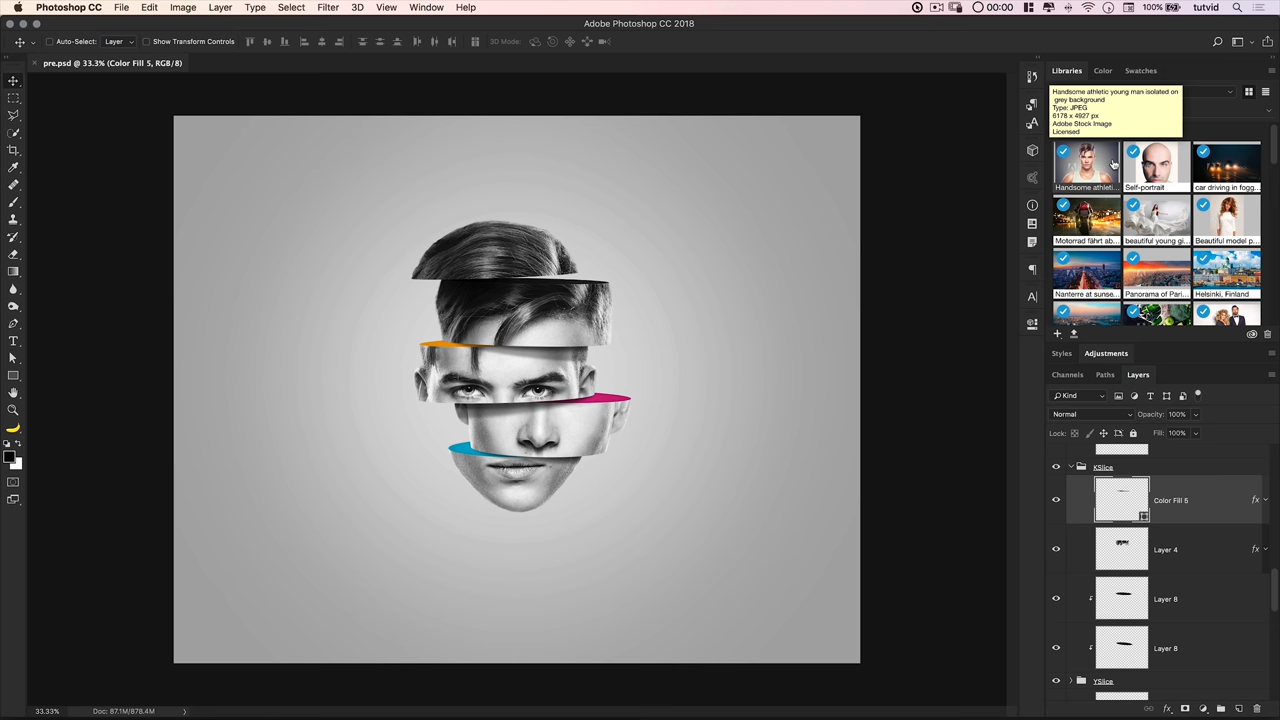 Photoshop CC File Edit Image Layer Type Select Filter 3D View Window Help 00:00 100% tutvid
Adobe Photoshop CC 2018
Auto-Select: Layer Show Transform Controls 3D Mode:
pre.psd @ 33.3% (Color Fill 5, RGB/8)
Libraries Color Swatches
Handsome athletic young man isolated on
grey background
Type: JPEG
6178 x 4927 px
Adobe Stock Image
Licensed
Handsome athleti... Self-portrait car driving in fogg...
Motorrad fährt ab... beautiful young gi... Beautiful model p...
Nanterre at sunse... Panorama of Pari... Helsinki, Finland
Styles Adjustments
Channels Paths Layers
Kind
Normal Opacity: 100%
Lock: Fill: 100%
KSlice
Color Fill 5 fx
Layer 4 fx
Layer 8
Layer 8
YSlice
33.33% Doc: 87.1M/878.4M
fx